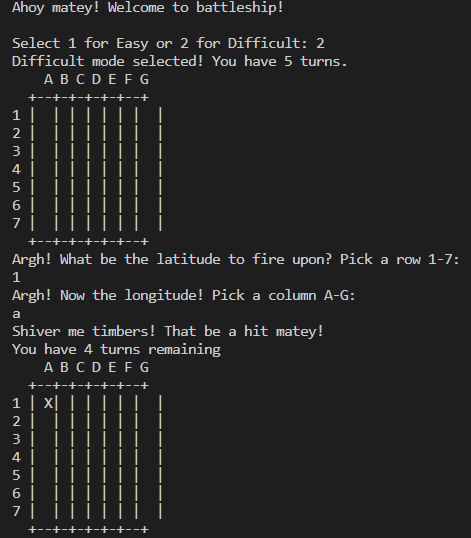 Ahoy matey! Welcome to battleship!

Select 1 for Easy or 2 for Difficult: 2
Difficult mode selected! You have 5 turns.
    A B C D E F G
  +--+-+-+-+-+--+
1 |  | | | | | |  |
2 |  | | | | | |  |
3 |  | | | | | |  |
4 |  | | | | | |  |
5 |  | | | | | |  |
6 |  | | | | | |  |
7 |  | | | | | |  |
  +--+-+-+-+-+--+
Argh! What be the latitude to fire upon? Pick a row 1-7:
1
Argh! Now the longitude! Pick a column A-G:
a
Shiver me timbers! That be a hit matey!
You have 4 turns remaining
    A B C D E F G
  +--+-+-+-+-+--+
1 | X| | | | | |  |
2 |  | | | | | |  |
3 |  | | | | | |  |
4 |  | | | | | |  |
5 |  | | | | | |  |
6 |  | | | | | |  |
7 |  | | | | | |  |
  +--+-+-+-+-+--+